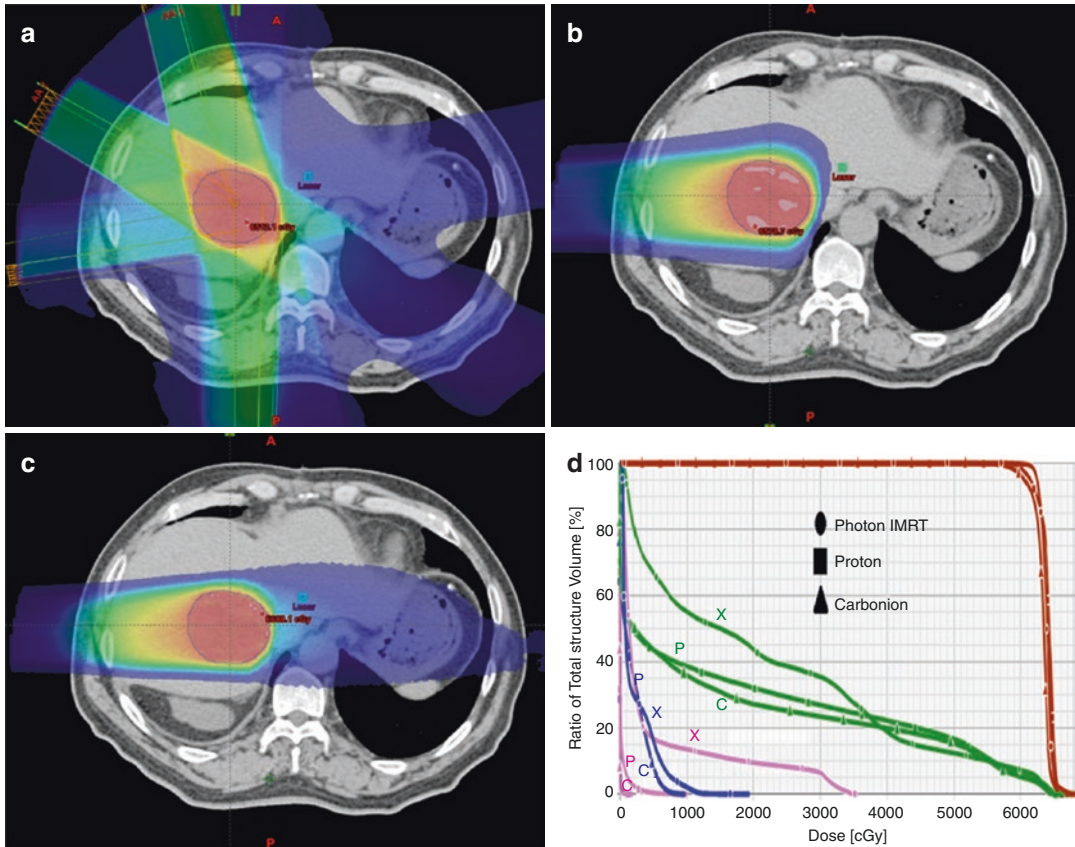 a
A
Laser
P
b
A
Laser
P
c
A
Laser
P
d
Ratio of Total structure Volume [%]
100
80
60
40
20
0
Photon IMRT
Proton
Carbonion
X
P
C
P
X
X
P
C
C
0
1000
2000
3000
4000
5000
6000
Dose [cGy]